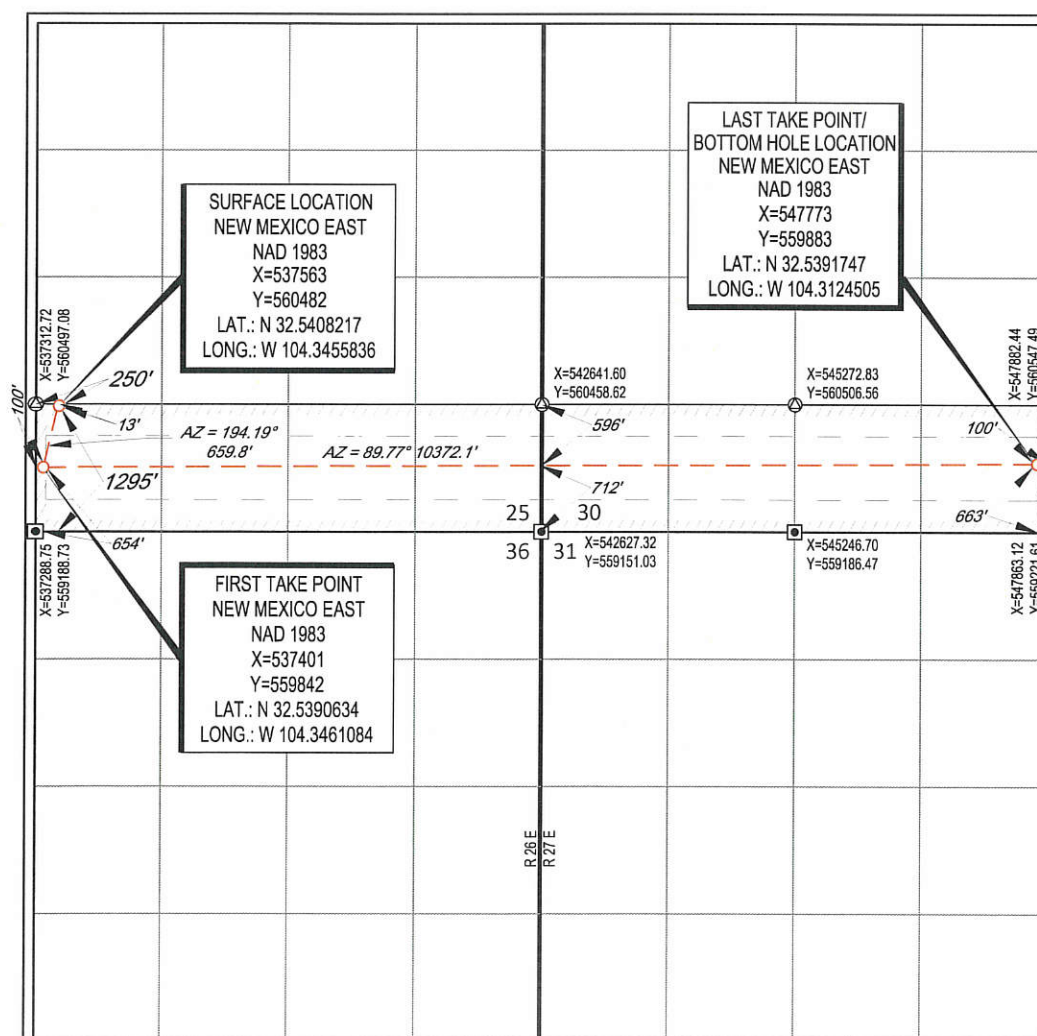 SURFACE LOCATION
NEW MEXICO EAST
NAD 1983
X=537563
Y=560482
LAT.: N 32.5408217
LONG.: W 104.3455836
LAST TAKE POINT/
BOTTOM HOLE LOCATION
NEW MEXICO EAST
NAD 1983
X=547773
Y=559883
LAT.: N 32.5391747
LONG.: W 104.3124505
X=537312.72
Y=560497.08
250'
100'
13'
AZ = 194.19°
659.8'
1295'
AZ = 89.77° 10372.1'
X=542641.60
Y=560458.62
596'
712'
X=545272.83
Y=560506.56
X=547882.44
Y=560547.49
100'
663'
25 30
36 31
X=542627.32
Y=559151.03
X=545246.70
Y=559186.47
X=547863.12
Y=559221.61
654'
X=537288.75
Y=559188.73
FIRST TAKE POINT
NEW MEXICO EAST
NAD 1983
X=537401
Y=559842
LAT.: N 32.5390634
LONG.: W 104.3461084
R 26 E
R 27 E